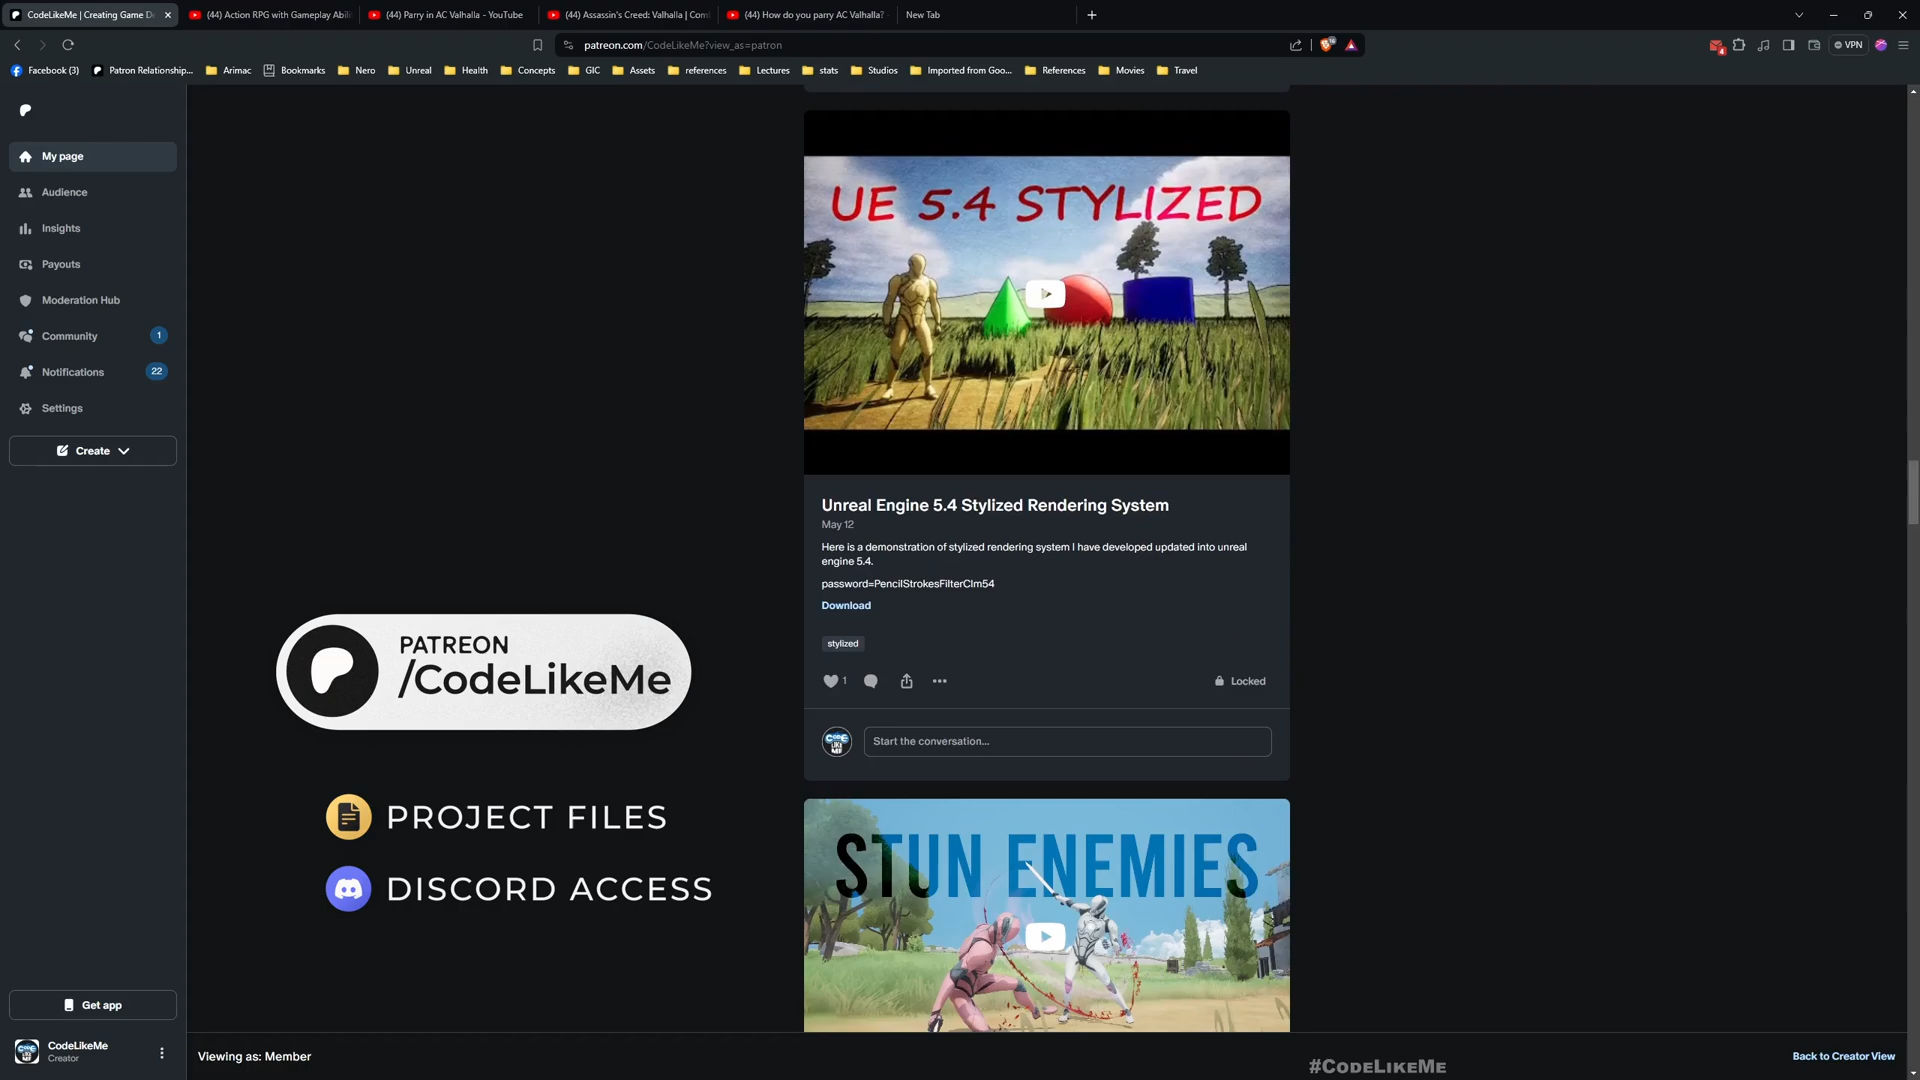 CodeLikeMe | Creating Game D
(44) Action RPG with Gameplay Abili
(44) Parry in AC Valhalla - YouTube
(44) Assassin's Creed: Valhalla | Com
(44) How do you parry AC Valhalla?
New Tab
patreon.com/CodeLikeMe?view_as=patron
VPN
Facebook (3)
Patron Relationship...
Arimac
Bookmarks
Nero
Unreal
Health
Concepts
GIC
Assets
references
Lectures
stats
Studios
Imported from Goo...
References
Movies
Travel
My page
Audience
Insights
Payouts
Moderation Hub
Community 1
Notifications 22
Settings
Create
UE 5.4 STYLIZED
Unreal Engine 5.4 Stylized Rendering System
May 12
Here is a demonstration of stylized rendering system I have developed updated into unreal
engine 5.4.
password=PencilStrokesFilterClm54
Download
stylized
1
Locked
CODE LIKE ME
Start the conversation...
PATREON
/CodeLikeMe
PROJECT FILES
DISCORD ACCESS
STUN ENEMIES
Get app
CodeLikeMe
Creator
Viewing as: Member
#CODELIKEME
Back to Creator View